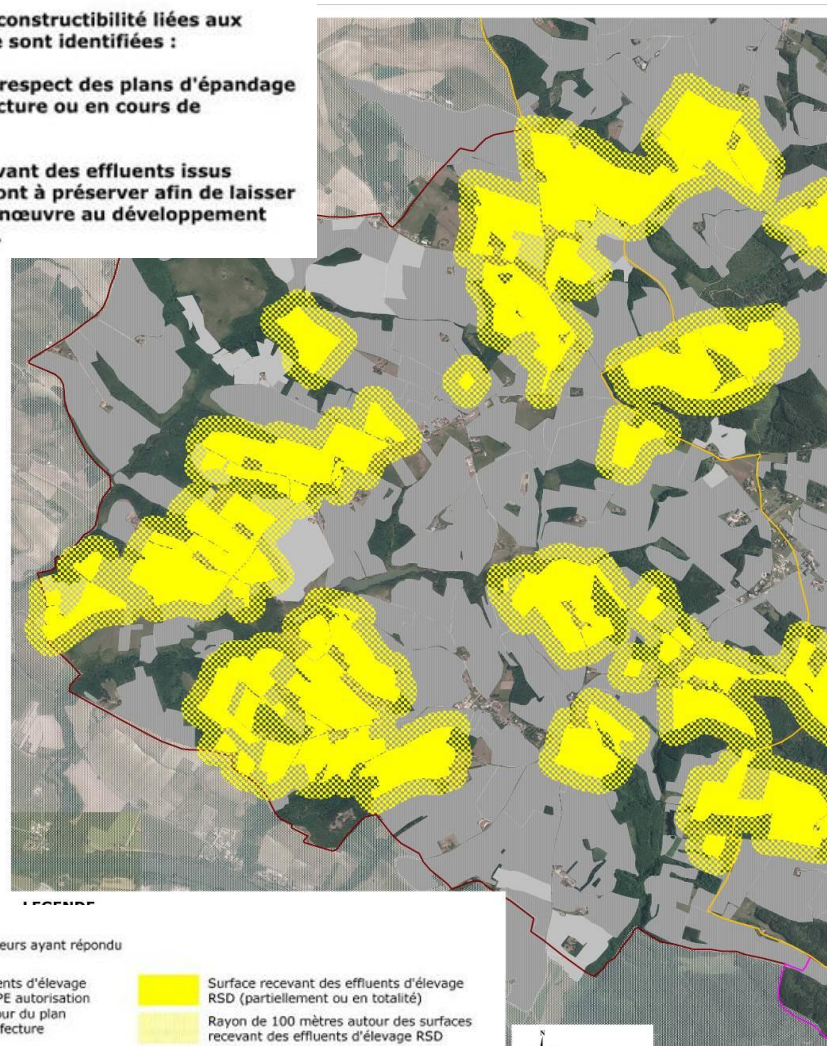 constructibilité liées aux
e sont identifiées :
respect des plans d'épandage
cture ou en cours de
vant des effluents issus
ont à préserver afin de laisser
nœuvre au développement
LEGENDE
eurs ayant répondu
ents d'élevage
PE autorisation
our du plan
fecture
Surface recevant des effluents d'élevage
RSD (partiellement ou en totalité)
Rayon de 100 mètres autour des surfaces
recevant des effluents d'élevage RSD
N